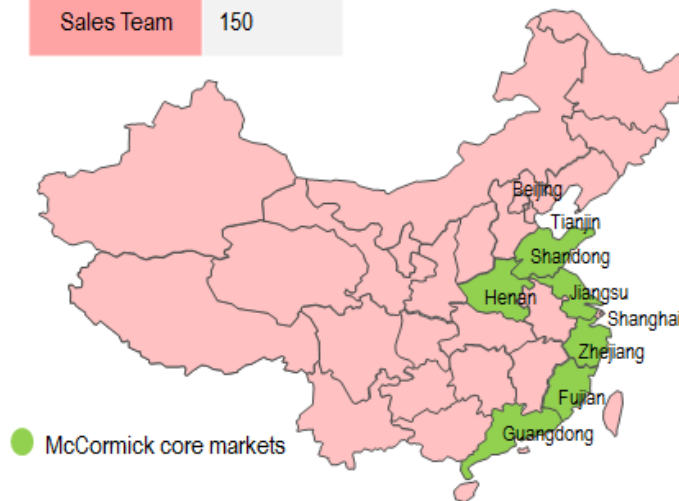 Sales Team 150
Beijing
Tianjin
Shandong
Henan
Jiangsu
Shanghai
Zhejiang
Fujian
Guangdong
McCormick core markets